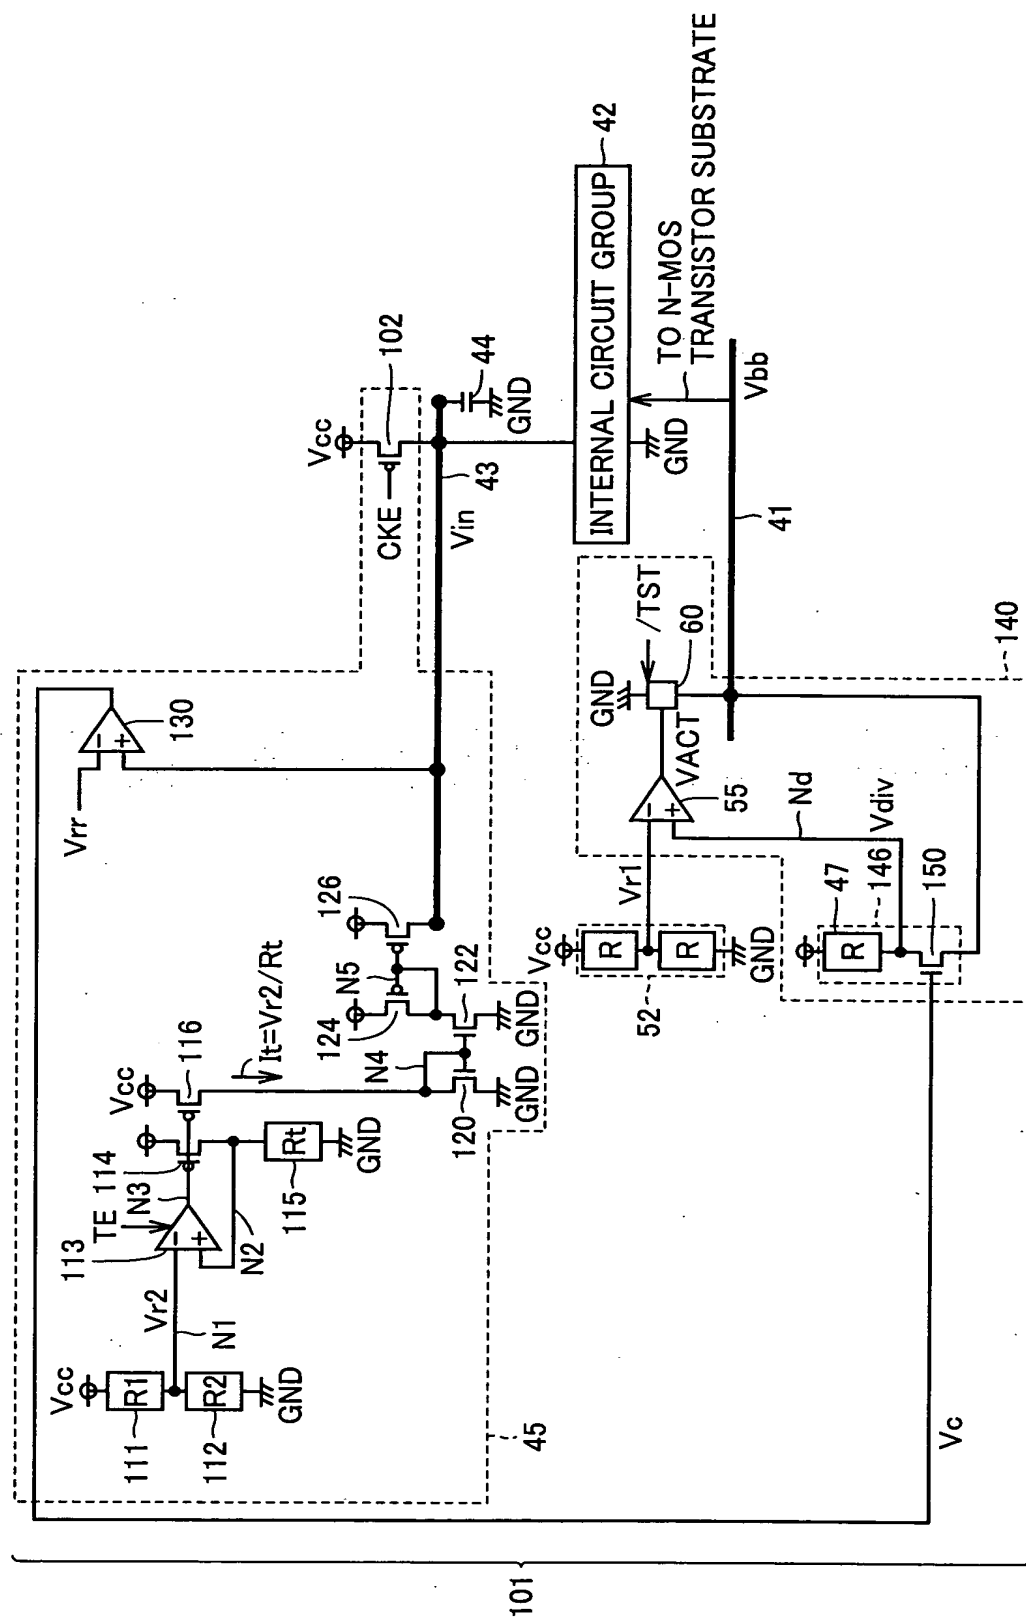 101
Vcc
R1
111
R2
112
GND
Vr2
N1
113
TE
N3
114
N2
Rt
115
GND
Vcc
116
It=Vr2/Rt
N4
120
GND
122
GND
124
N5
126
45
Vrr
130
Vcc
102
CKE
Vin
43
44
GND
INTERNAL CIRCUIT GROUP
42
GND
TO N-MOS
TRANSISTOR SUBSTRATE
Vbb
41
Vcc
R
R
GND
52
Vr1
55
VACT
GND
/TST
60
140
Nd
Vdiv
47
R
146
150
Vc